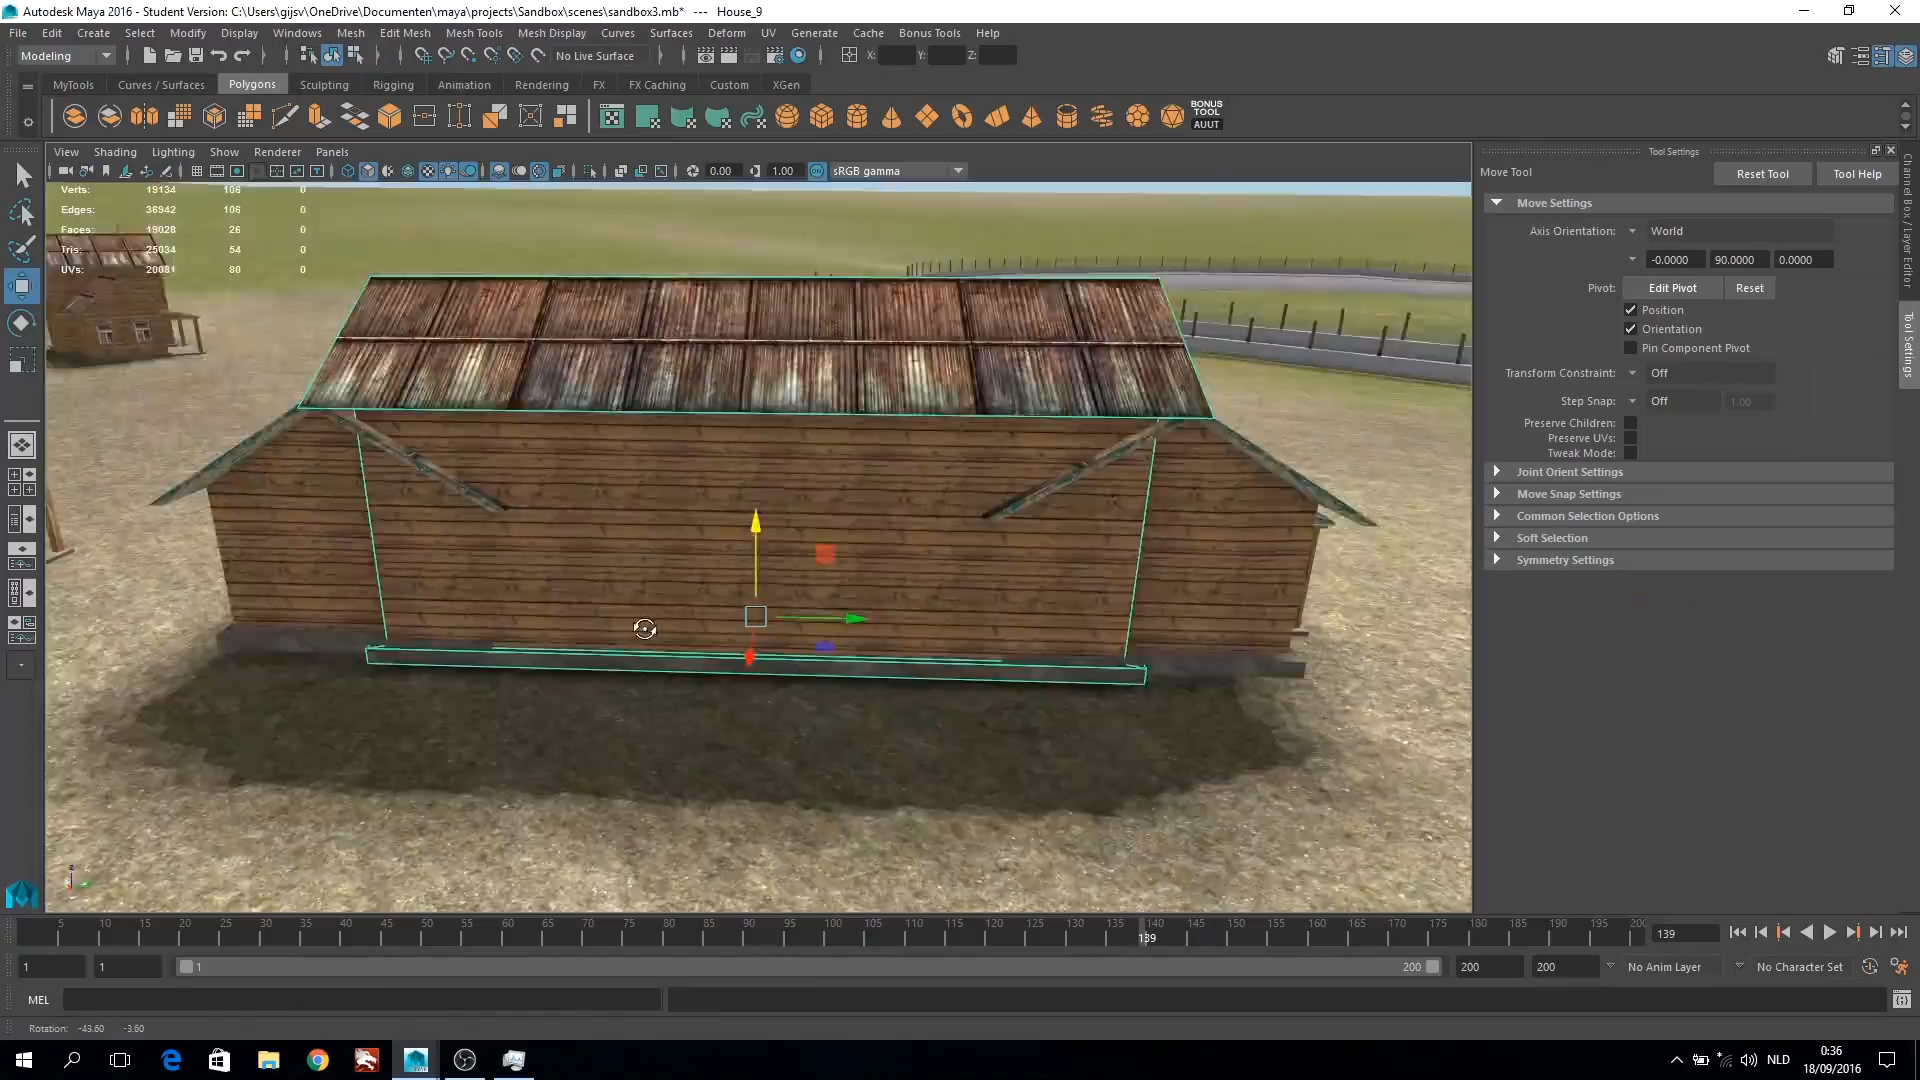 Autodesk Maya 2016 - Student Version: C:\Users\gijsv\OneDrive\Documenten\maya\projects\Sandbox\scenes\sandbox3.mb* --- House_9
File Edit Create Select Modify Display Windows Mesh Edit Mesh Mesh Tools Mesh Display Curves Surfaces Deform UV Generate Cache Bonus Tools Help
Modeling No Live Surface X: Y: Z:
MyTools Curves / Surfaces Polygons Sculpting Rigging Animation Rendering FX FX Caching Custom XGen
BONUS
TOOL
AUUT
View Shading Lighting Show Renderer Panels
0.00 1.00 ON sRGB gamma
Verts: 19134 106 0
Edges: 36942 106 0
Faces: 19028 26 0
Tris: 25034 54 0
UVs: 20081 80 0
Tool Settings
Move Tool Reset Tool Tool Help
Move Settings
Axis Orientation: World
-0.0000 90.0000 0.0000
Pivot: Edit Pivot Reset
Position
Orientation
Pin Component Pivot
Transform Constraint: Off
Step Snap: Off 1.00
Preserve Children:
Preserve UVs:
Tweak Mode:
Joint Orient Settings
Move Snap Settings
Common Selection Options
Soft Selection
Symmetry Settings
Channel Box / Layer Editor
Tool Settings
5 10 15 20 25 30 35 40 45 50 55 60 65 70 75 80 85 90 95 100 105 110 115 120 125 130 135 140 145 150 155 160 165 170 175 180 185 190 195 200
139 139
1 1 1 200 200 200 No Anim Layer No Character Set
MEL
Rotation: -43.60 -3.60
NLD
0:36
18/09/2016